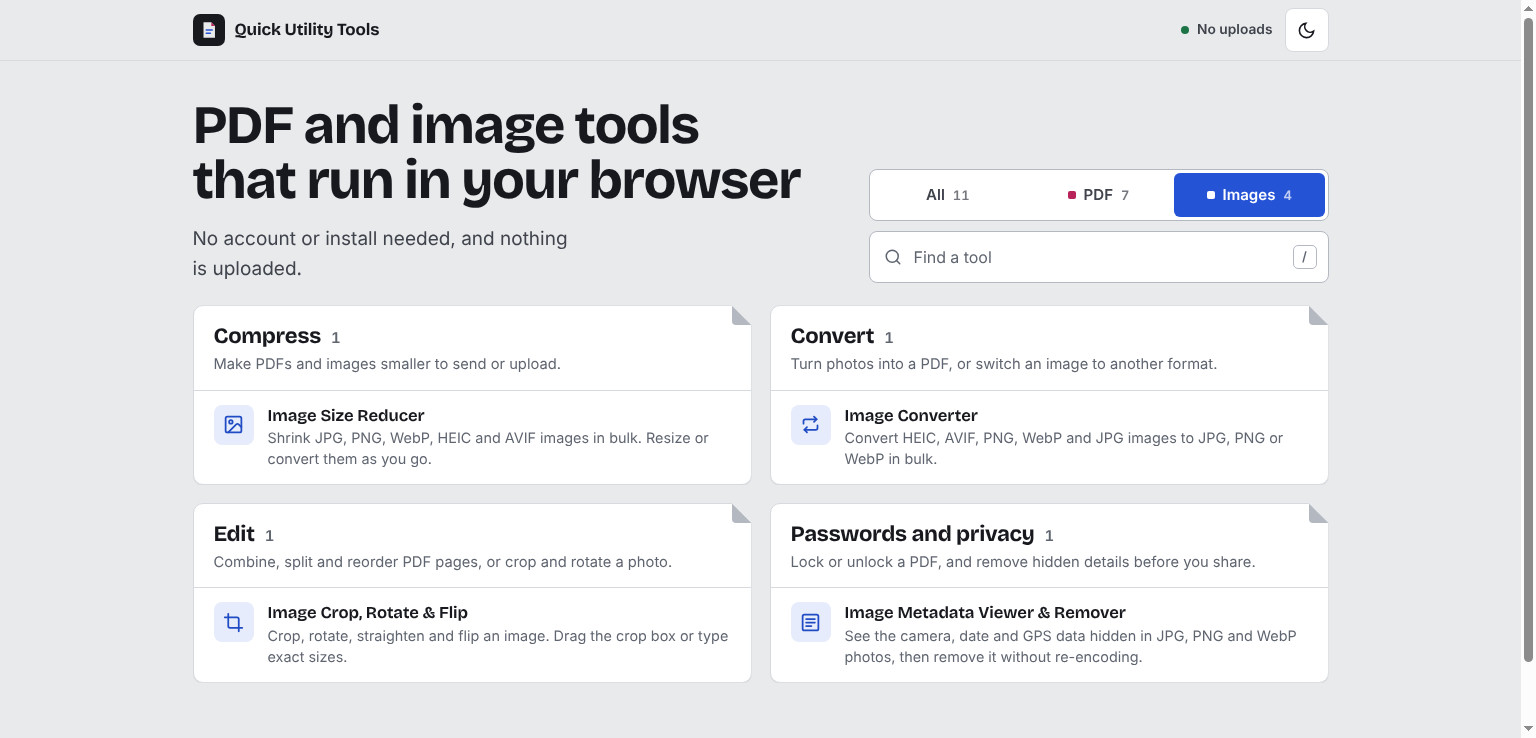 Quick Utility Tools
No uploads
PDF and image tools
that run in your browser
No account or install needed, and nothing
is uploaded.
All 11
PDF 7
Images 4
Find a tool
/
Compress 1
Make PDFs and images smaller to send or upload.
Image Size Reducer
Shrink JPG, PNG, WebP, HEIC and AVIF images in bulk. Resize or
convert them as you go.
Convert 1
Turn photos into a PDF, or switch an image to another format.
Image Converter
Convert HEIC, AVIF, PNG, WebP and JPG images to JPG, PNG or
WebP in bulk.
Edit 1
Combine, split and reorder PDF pages, or crop and rotate a photo.
Image Crop, Rotate & Flip
Crop, rotate, straighten and flip an image. Drag the crop box or type
exact sizes.
Passwords and privacy 1
Lock or unlock a PDF, and remove hidden details before you share.
Image Metadata Viewer & Remover
See the camera, date and GPS data hidden in JPG, PNG and WebP
photos, then remove it without re-encoding.